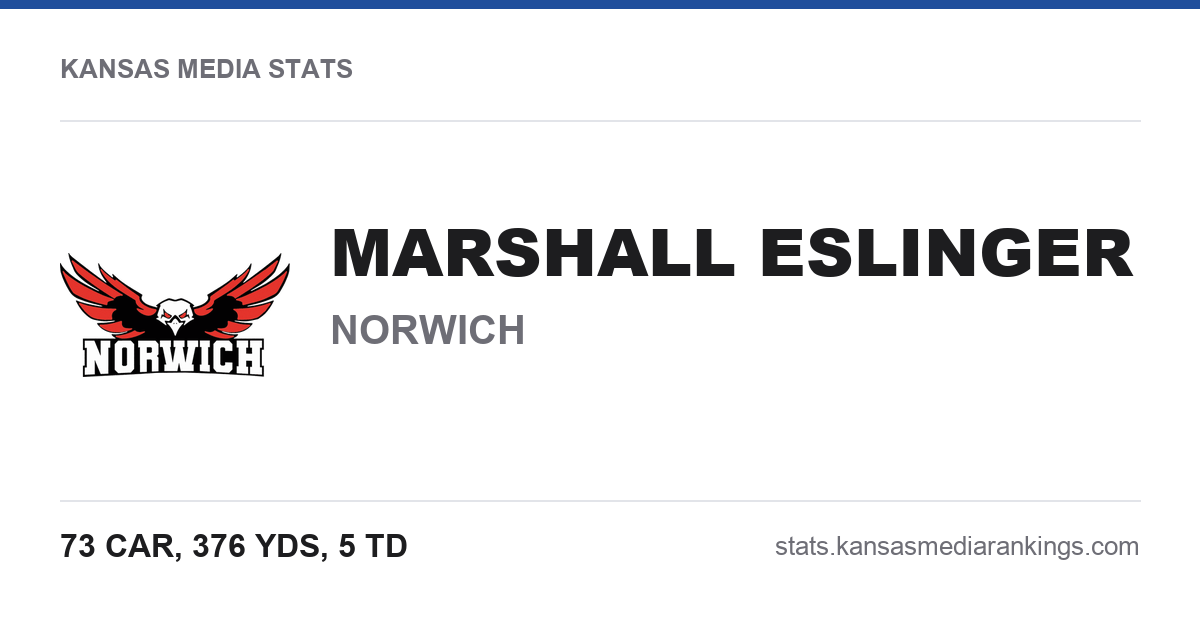 KANSAS MEDIA STATS
MARSHALL ESLINGER
NORWICH
NORWICH
73 CAR, 376 YDS, 5 TD
stats.kansasmediarankings.com